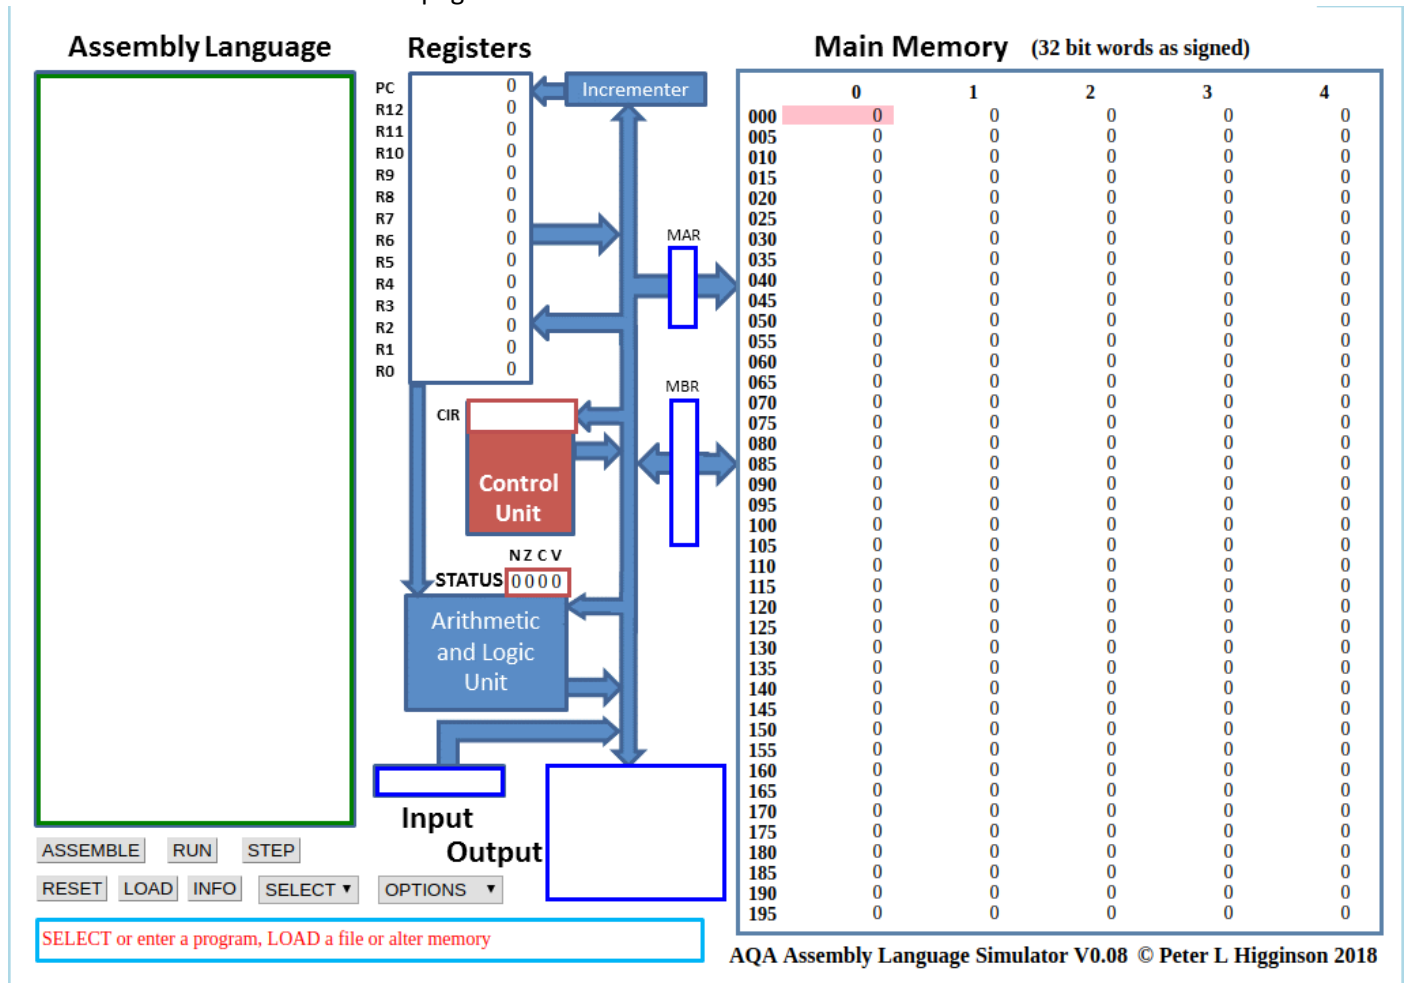 Assembly Language
Registers
Main Memory (32 bit words as signed)
PC 0
R12 0
R11 0
R10 0
R9 0
R8 0
R7 0
R6 0
R5 0
R4 0
R3 0
R2 0
R1 0
R0 0
Incrementer
MAR
MBR
CIR
Control
Unit
N Z C V
STATUS 0 0 0 0
Arithmetic
and Logic
Unit
Input
Output
0 1 2 3 4
000 0 0 0 0 0
005 0 0 0 0 0
010 0 0 0 0 0
015 0 0 0 0 0
020 0 0 0 0 0
025 0 0 0 0 0
030 0 0 0 0 0
035 0 0 0 0 0
040 0 0 0 0 0
045 0 0 0 0 0
050 0 0 0 0 0
055 0 0 0 0 0
060 0 0 0 0 0
065 0 0 0 0 0
070 0 0 0 0 0
075 0 0 0 0 0
080 0 0 0 0 0
085 0 0 0 0 0
090 0 0 0 0 0
095 0 0 0 0 0
100 0 0 0 0 0
105 0 0 0 0 0
110 0 0 0 0 0
115 0 0 0 0 0
120 0 0 0 0 0
125 0 0 0 0 0
130 0 0 0 0 0
135 0 0 0 0 0
140 0 0 0 0 0
145 0 0 0 0 0
150 0 0 0 0 0
155 0 0 0 0 0
160 0 0 0 0 0
165 0 0 0 0 0
170 0 0 0 0 0
175 0 0 0 0 0
180 0 0 0 0 0
185 0 0 0 0 0
190 0 0 0 0 0
195 0 0 0 0 0
ASSEMBLE RUN STEP
RESET LOAD INFO SELECT OPTIONS
SELECT or enter a program, LOAD a file or alter memory
AQA Assembly Language Simulator V0.08 © Peter L Higginson 2018